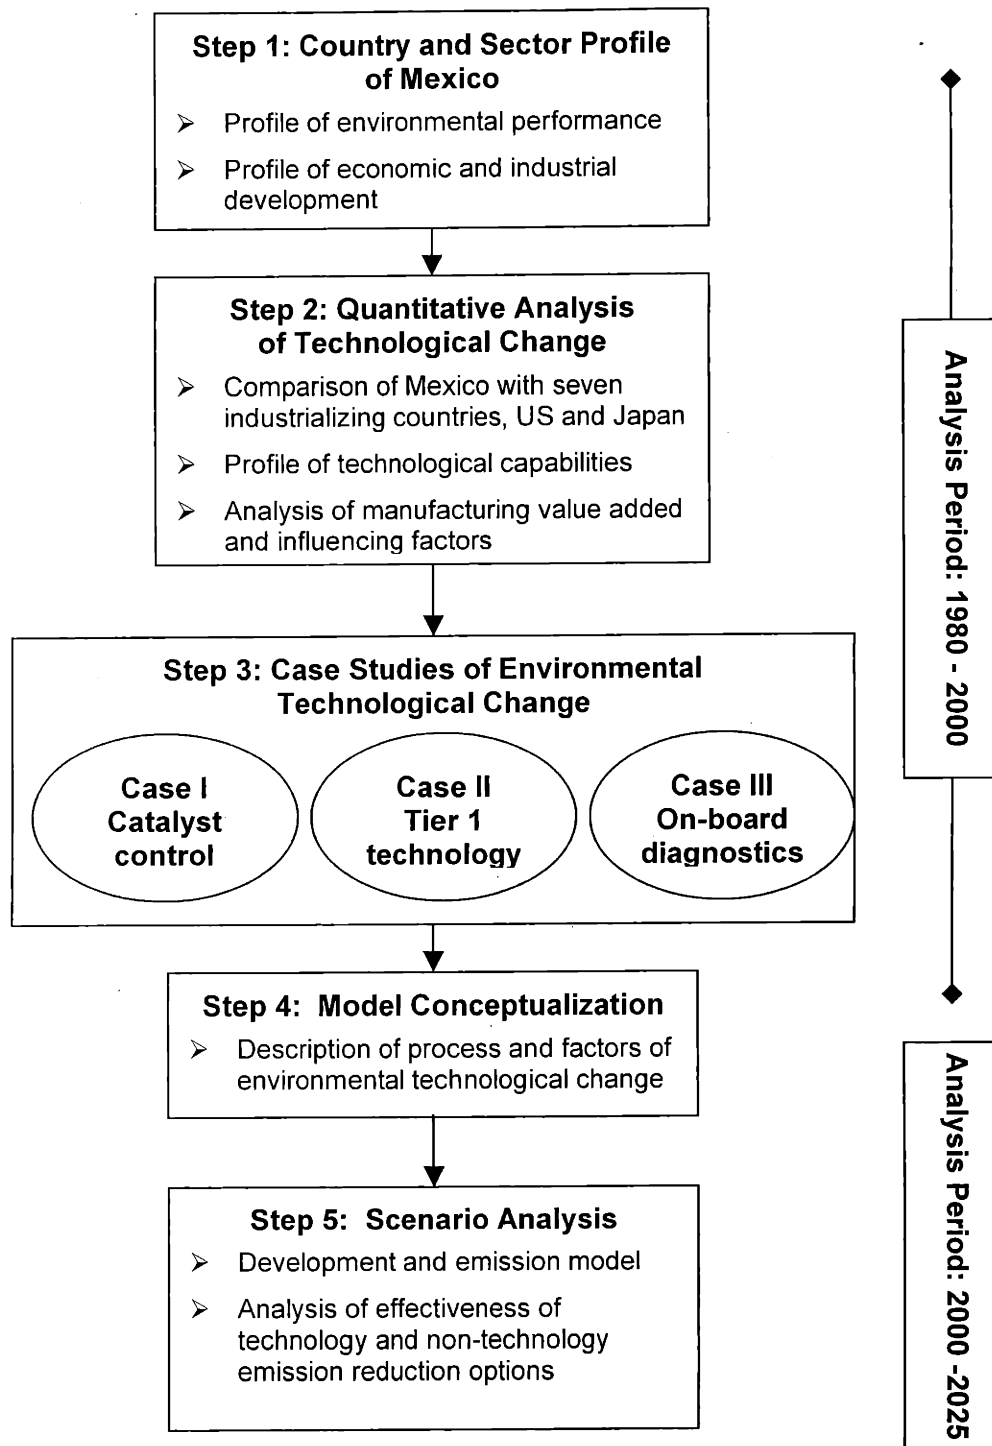 Step 1: Country and Sector Profile
of Mexico
➢ Profile of environmental performance
➢ Profile of economic and industrial
development
Step 2: Quantitative Analysis
of Technological Change
➢ Comparison of Mexico with seven
industrializing countries, US and Japan
➢ Profile of technological capabilities
➢ Analysis of manufacturing value added
and influencing factors
Analysis Period: 1980 - 2000
Step 3: Case Studies of Environmental
Technological Change
Case I
Catalyst
control
Case II
Tier 1
technology
Case III
On-board
diagnostics
Step 4: Model Conceptualization
➢ Description of process and factors of
environmental technological change
Step 5: Scenario Analysis
➢ Development and emission model
➢ Analysis of effectiveness of
technology and non-technology
emission reduction options
Analysis Period: 2000 -2025